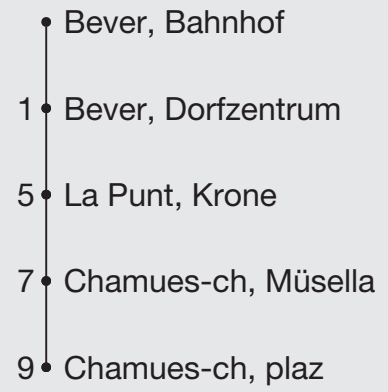 Bever, Bahnhof
1 Bever, Dorfzentrum
5 La Punt, Krone
7 Chamues-ch, Müsella
9 Chamues-ch, plaz